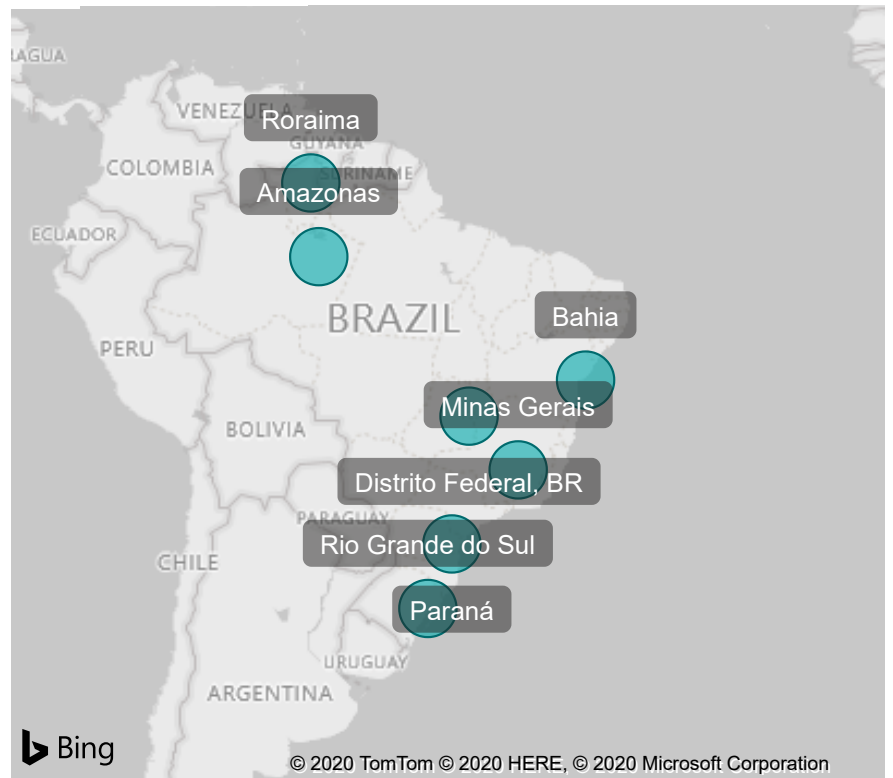 RAGUA
VENEZUELA
Roraima
GUYANA
COLOMBIA
SURINAME
Amazonas
ECUADOR
BRAZIL
Bahia
PERU
Minas Gerais
BOLIVIA
Distrito Federal, BR
PARAGUAY
Rio Grande do Sul
CHILE
Paraná
URUGUAY
ARGENTINA
Bing
© 2020 TomTom © 2020 HERE, © 2020 Microsoft Corporation